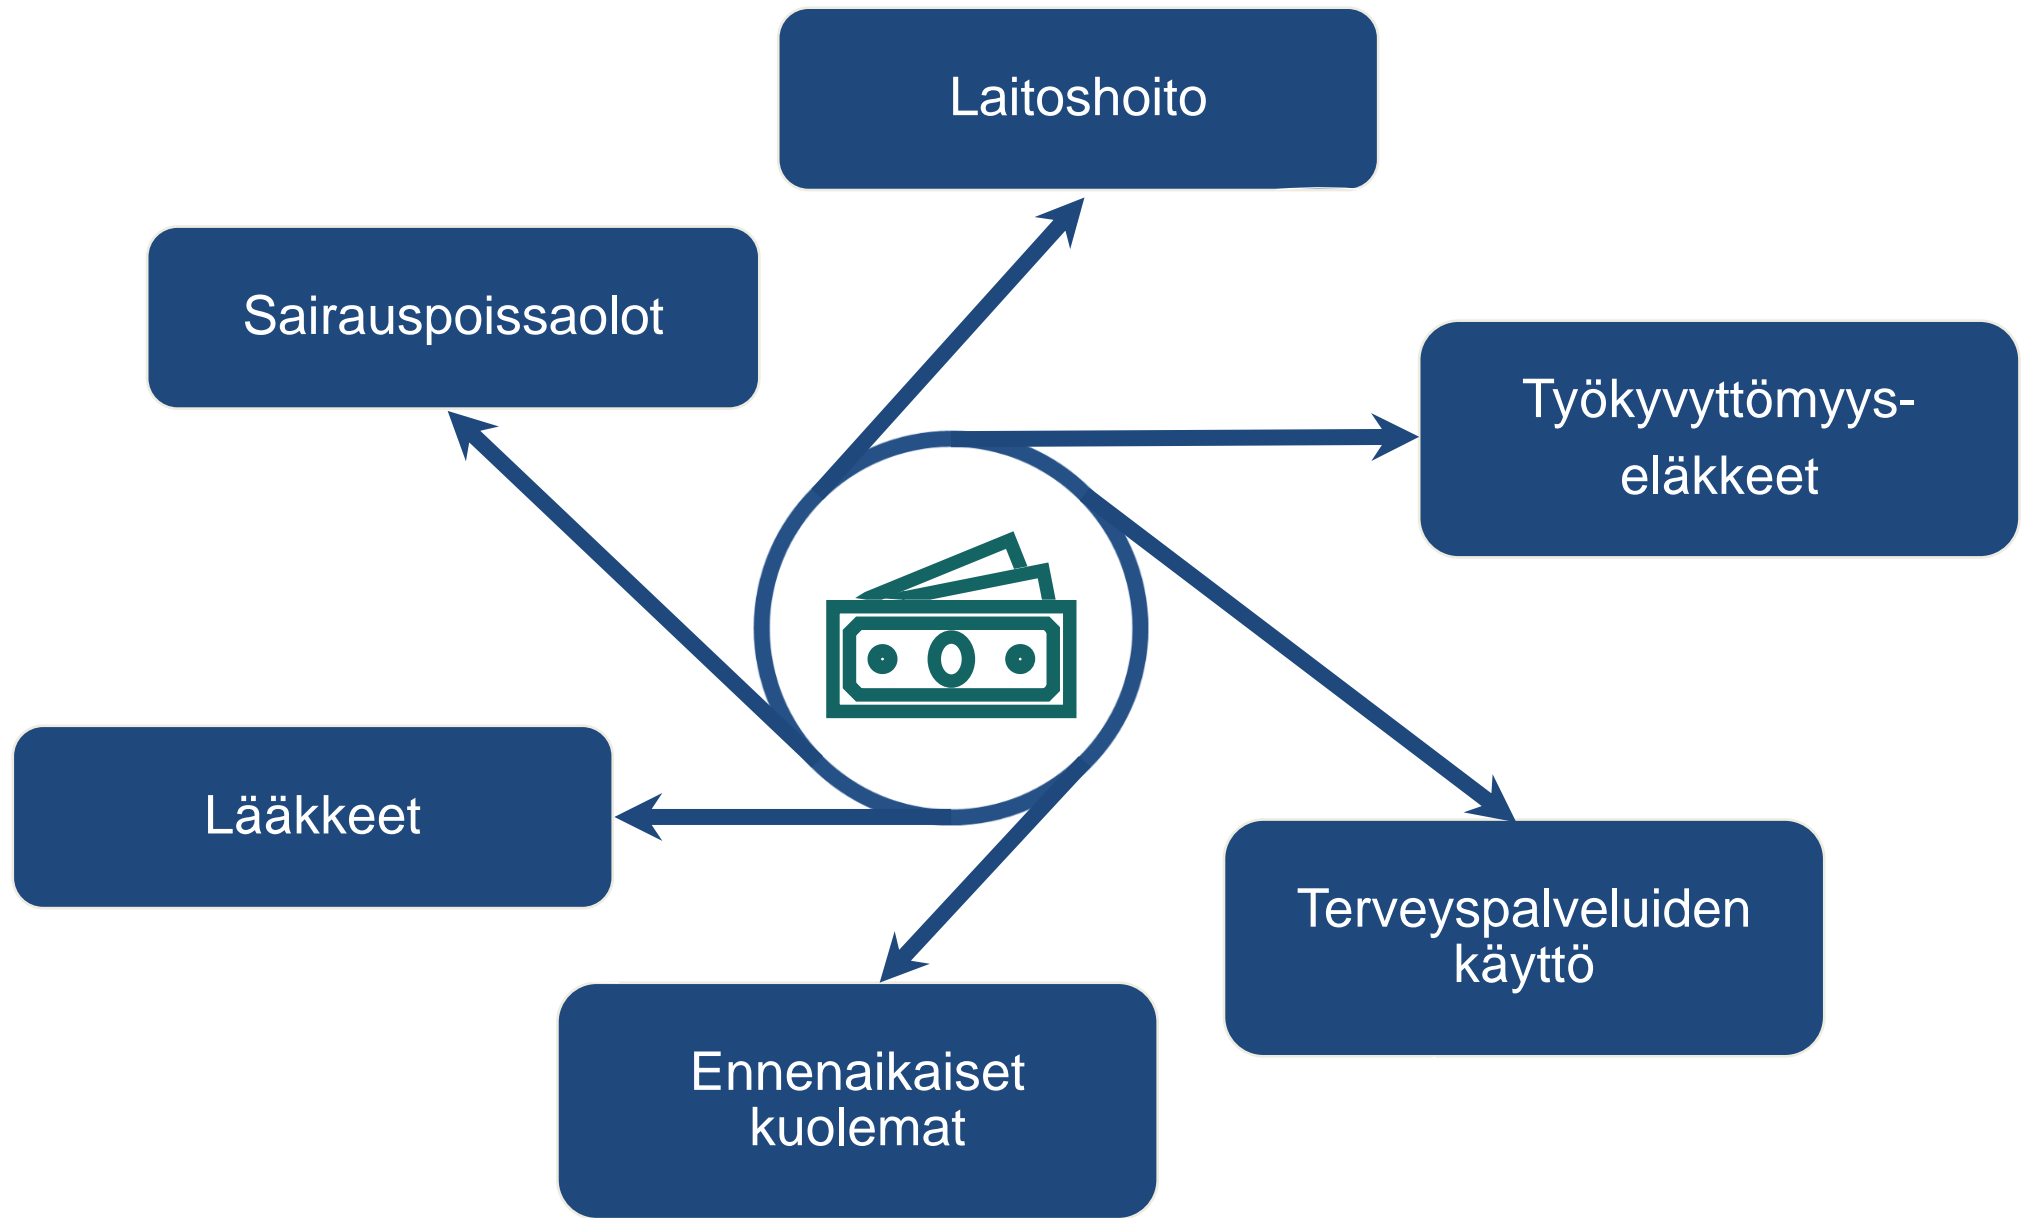 Laitoshoito
Sairauspoissaolot
Työkyvyttömyys-
eläkkeet
Lääkkeet
Terveyspalveluiden
käyttö
Ennenaikaiset
kuolemat